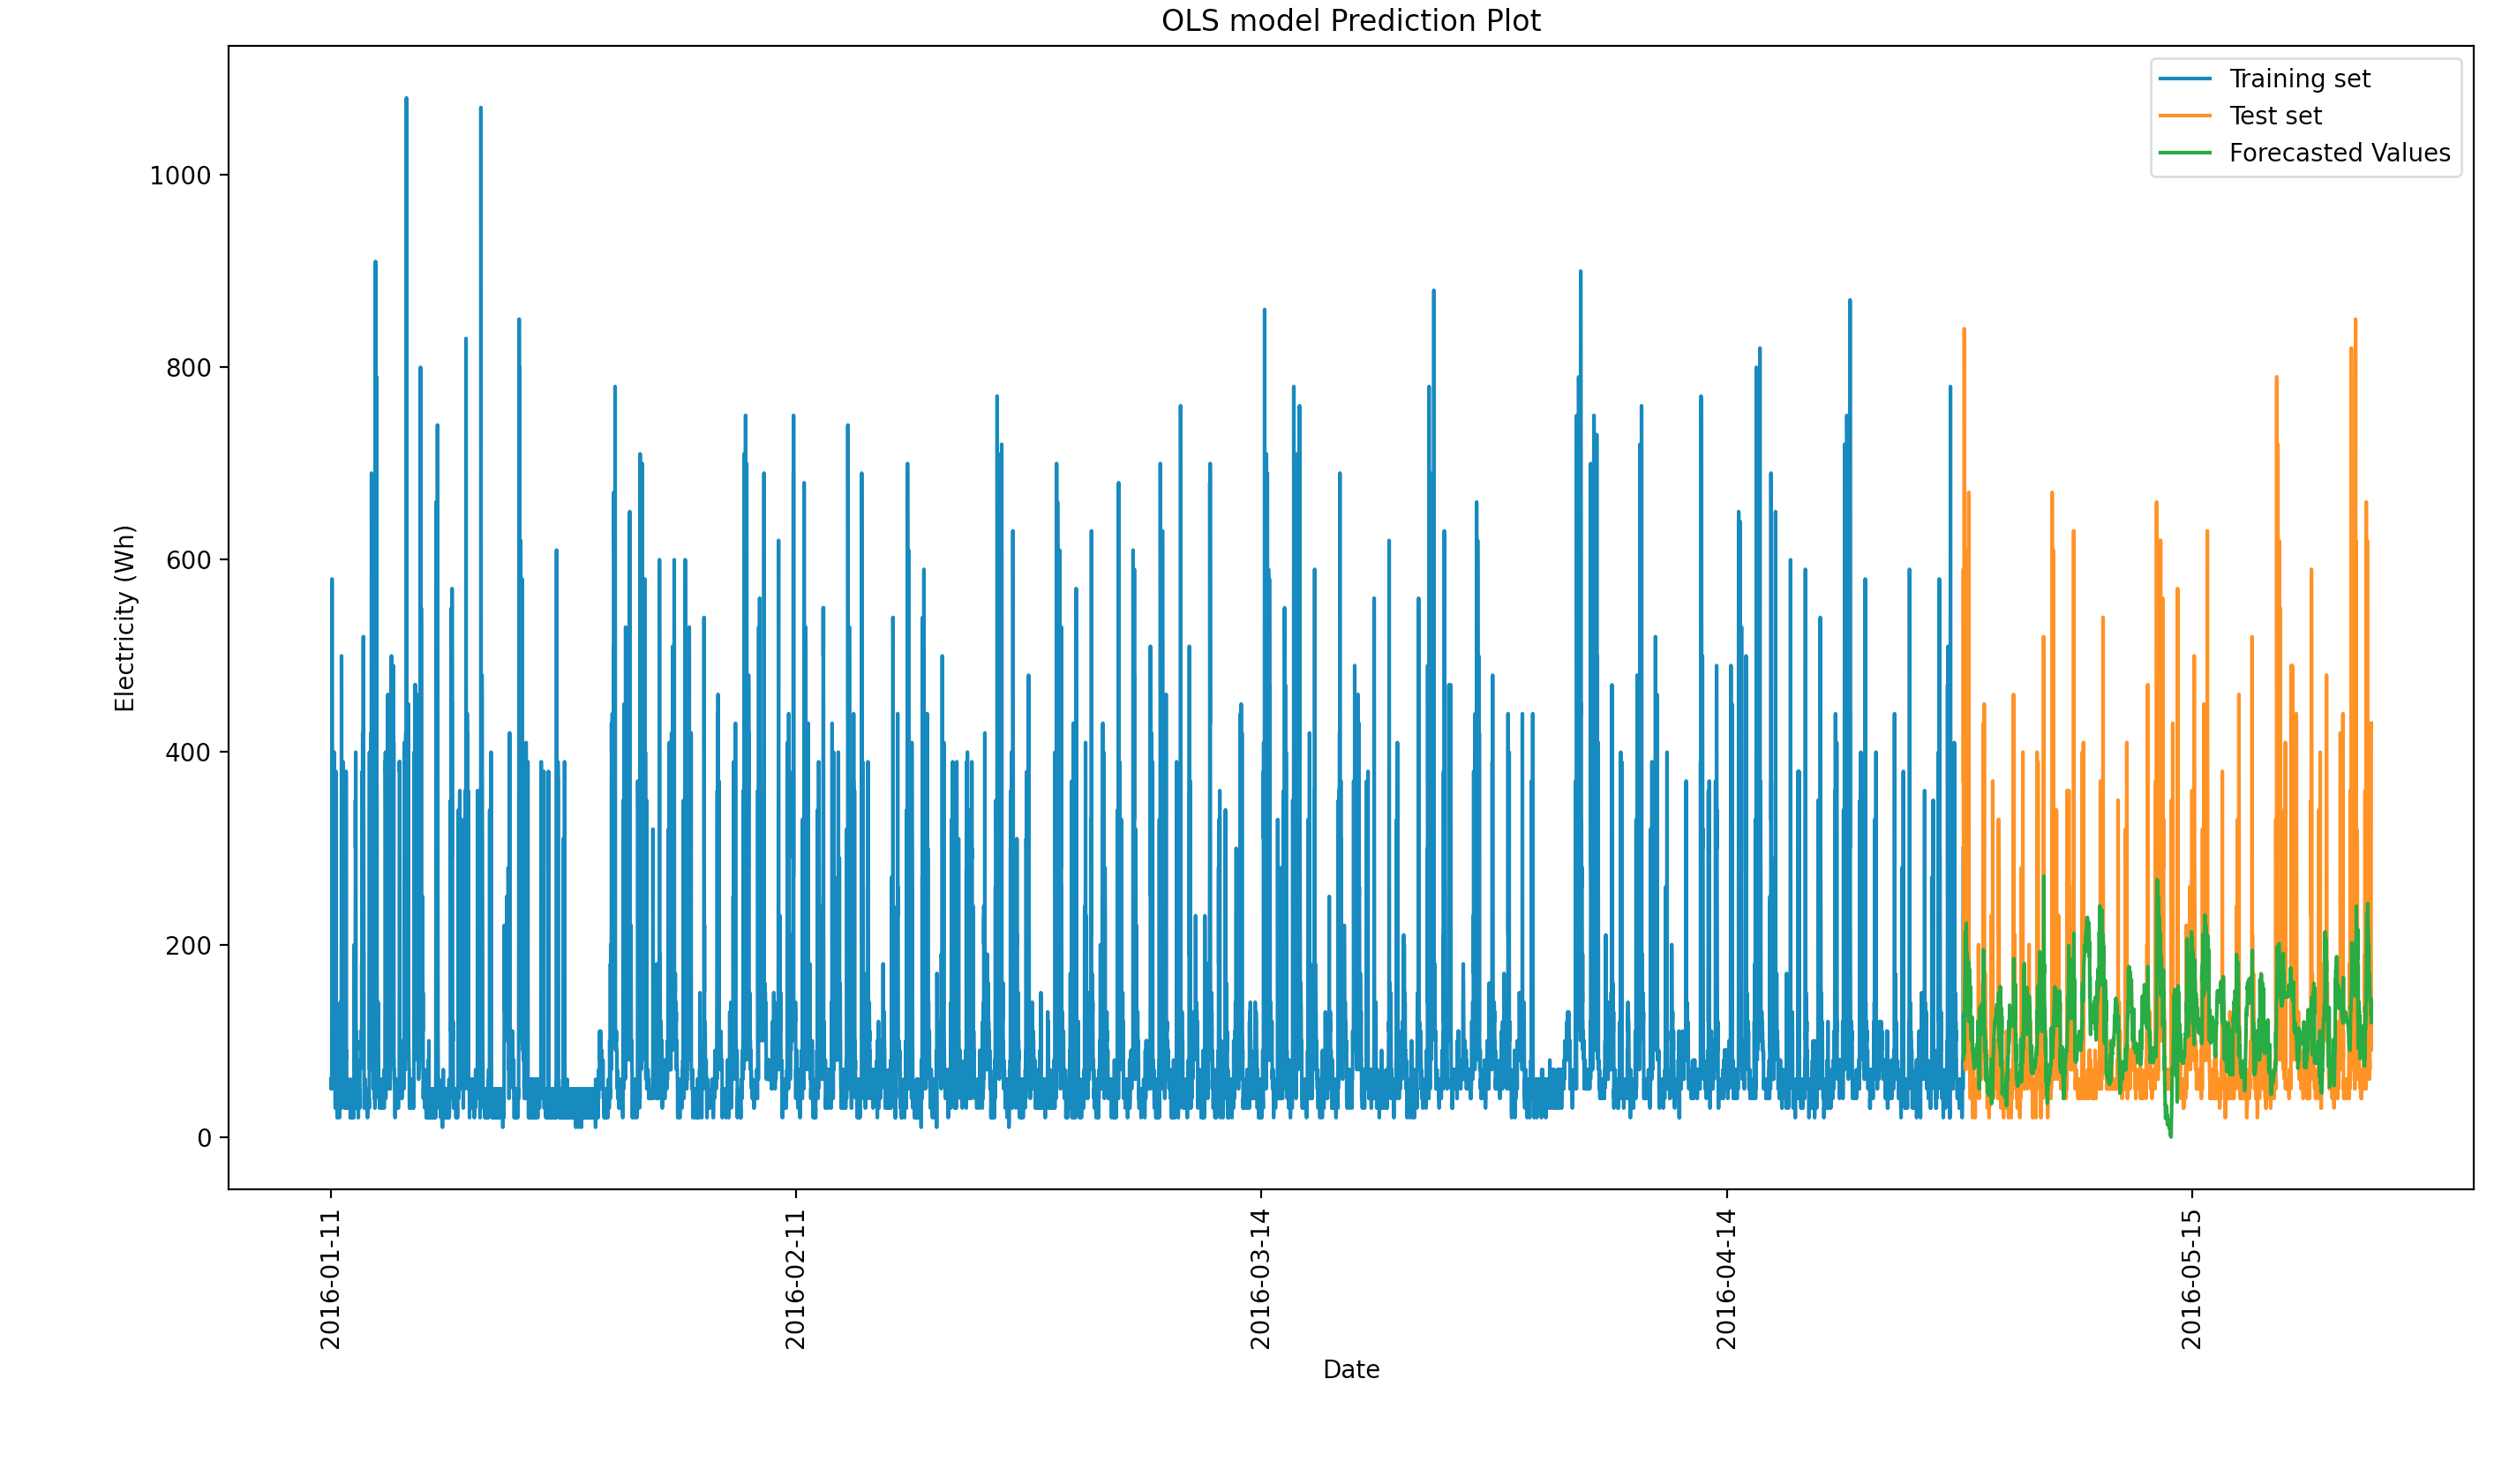 OLS model Prediction Plot
Training set
Test set
Forecasted Values
1000
800
600
400
200
0
Electricity (Wh)
2016-01-11
2016-02-11
2016-03-14
2016-04-14
2016-05-15
Date